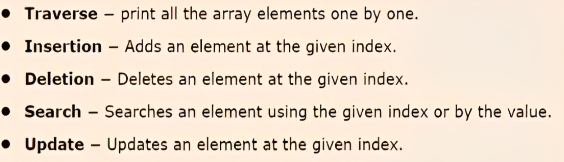 ● Traverse – print all the array elements one by one.
● Insertion – Adds an element at the given index.
● Deletion – Deletes an element at the given index.
● Search – Searches an element using the given index or by the value.
● Update – Updates an element at the given index.